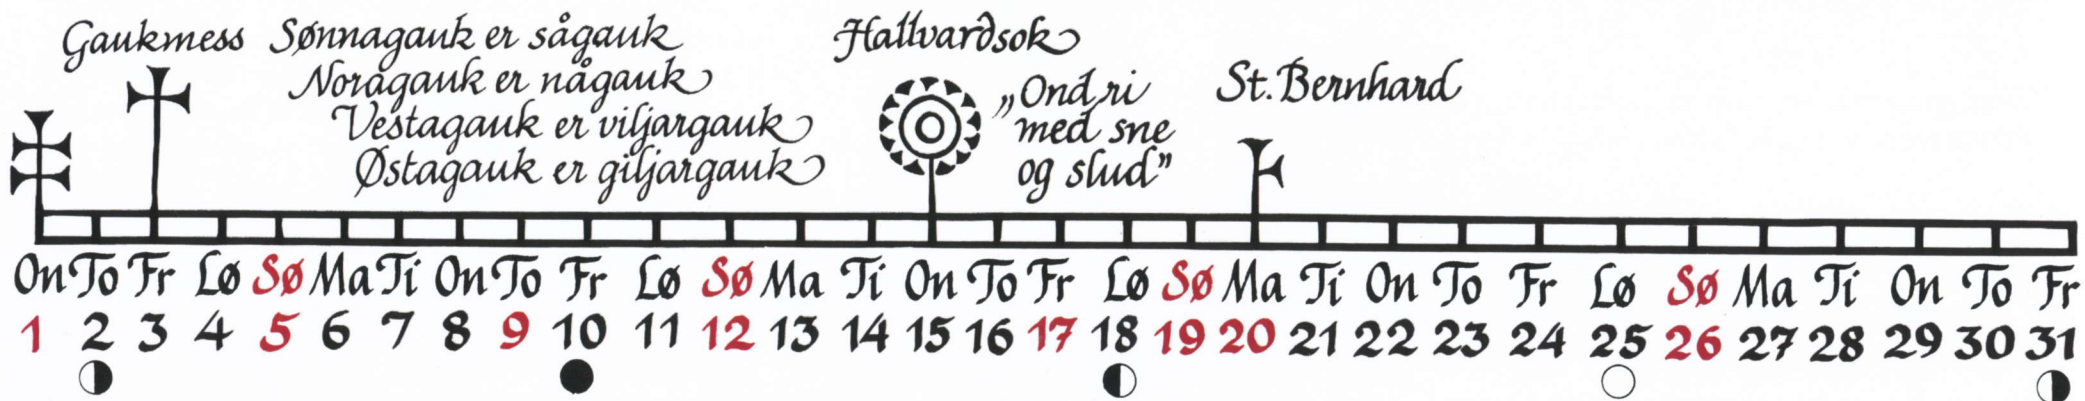 Gaukmess
Sønnagauk er sågauk
Noragauk er någauk
Vestagauk er viljargauk
Østagauk er giljargauk
Hallvardsok
„Ond ri
med sne
og slud”
St. Bernhard
On To Fr Lø Sø Ma Ti On To Fr Lø Sø Ma Ti On To Fr Lø Sø Ma Ti On To Fr Lø Sø Ma Ti On To Fr
1 2 3 4 5 6 7 8 9 10 11 12 13 14 15 16 17 18 19 20 21 22 23 24 25 26 27 28 29 30 31